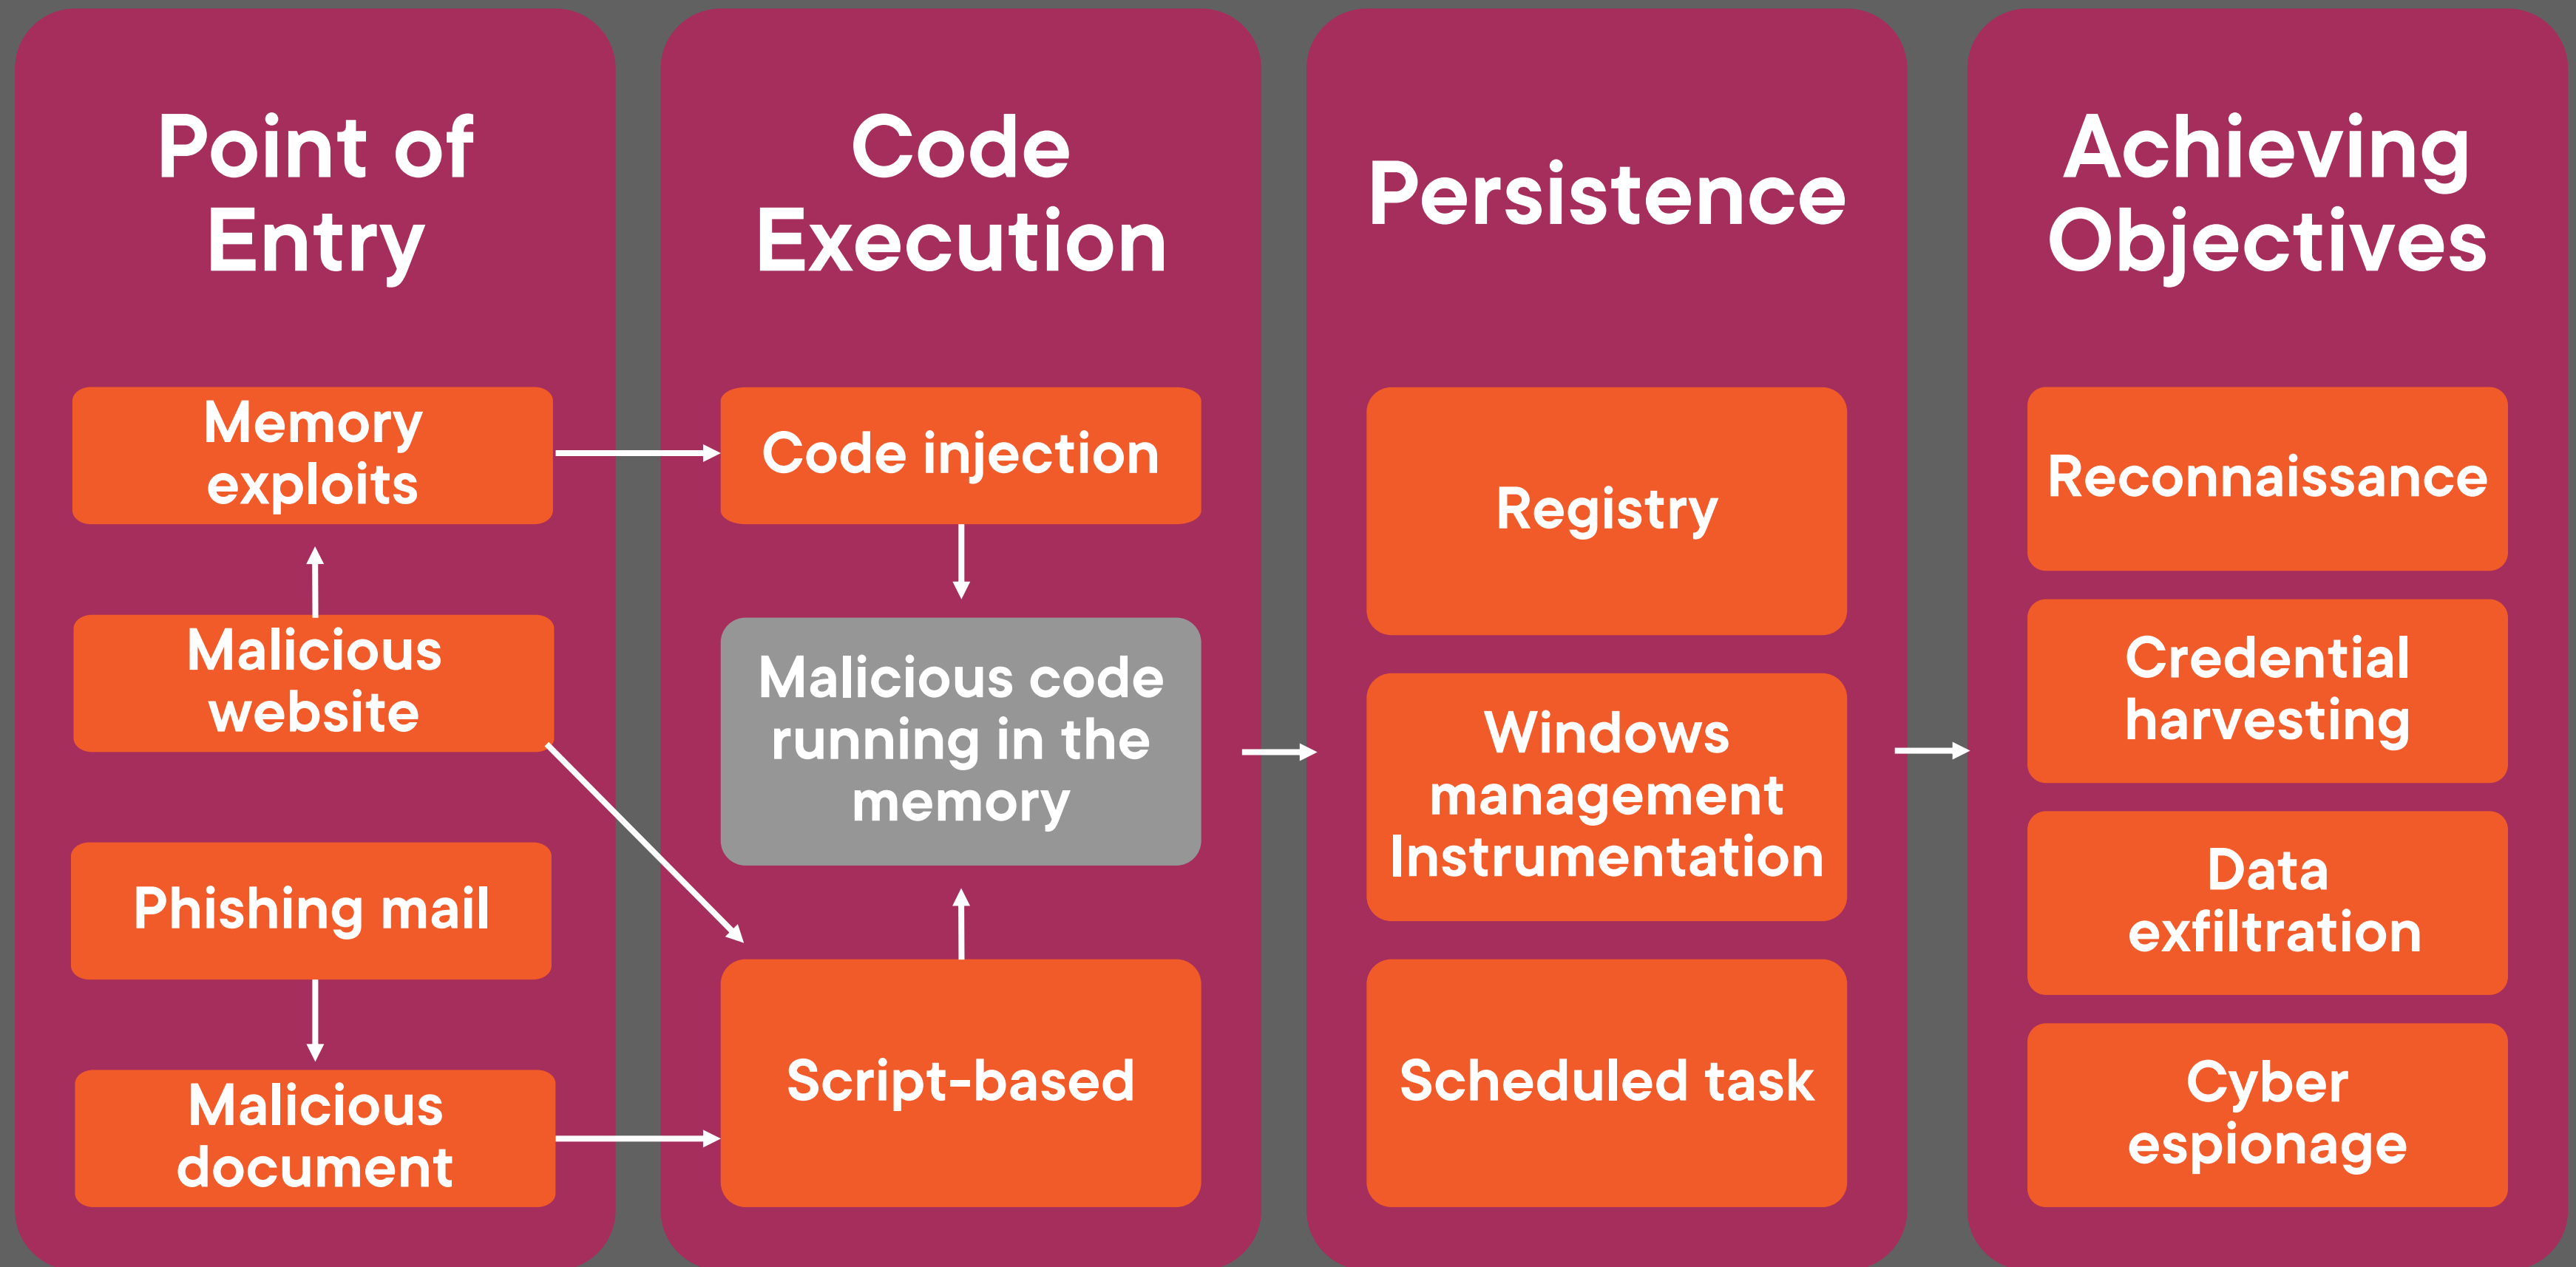 Point of
Entry
Memory
exploits
Malicious
website
Phishing mail
Malicious
document
Code
Execution
Code injection
Malicious code
running in the
memory
Script-based
Persistence
Registry
Windows
management
Instrumentation
Scheduled task
Achieving
Objectives
Reconnaissance
Credential
harvesting
Data
exfiltration
Cyber
espionage